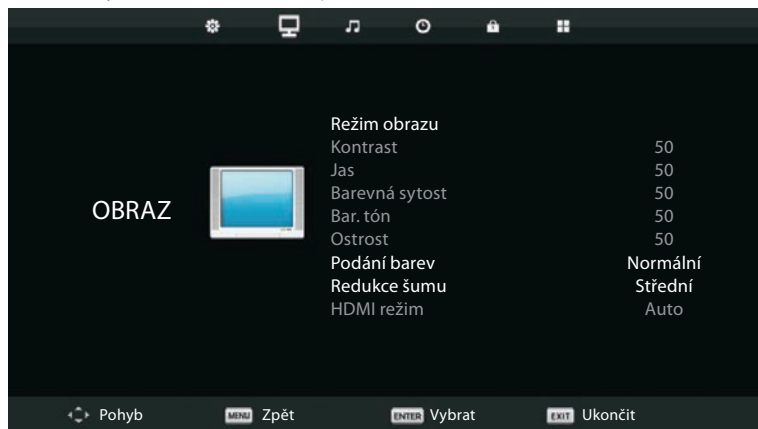 Režim obrazu
Kontrast 50
Jas 50
Barevná sytost 50
OBRAZ
Bar. tón 50
Ostrost 50
Podání barev Normální
Redukce šumu Střední
HDMI režim Auto
Pohyb MENU Zpět ENTER Vybrat EXIT Ukončit